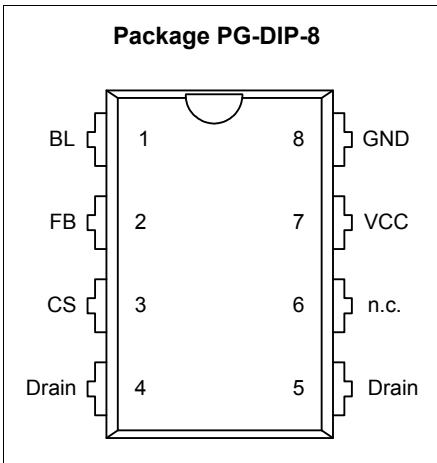 Package PG-DIP-8
BL 1 8 GND
FB 2 7 VCC
CS 3 6 n.c.
Drain 4 5 Drain